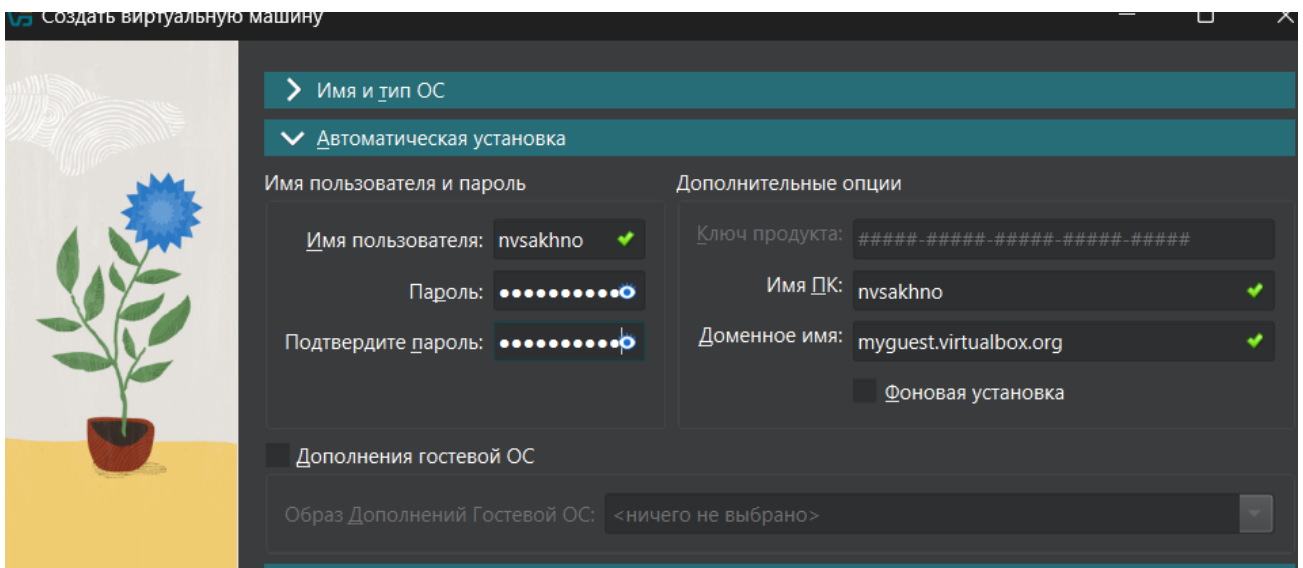 Создать виртуальную машину
Имя и тип ОС
Автоматическая установка
Имя пользователя и пароль
Имя пользователя: nvsakhno
Пароль: ●●●●●●●●●●
Подтвердите пароль: ●●●●●●●●●●
Дополнительные опции
Ключ продукта: #####-#####-#####-#####-#####
Имя ПК: nvsakhno
Доменное имя: myguest.virtualbox.org
Фоновая установка
Дополнения гостевой ОС
Образ Дополнений Гостевой ОС: <ничего не выбрано>